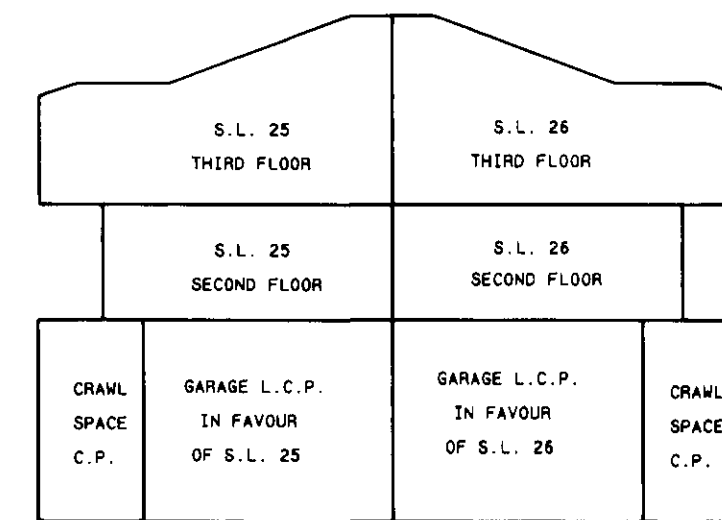 S.L. 25
THIRD FLOOR
S.L. 26
THIRD FLOOR
S.L. 25
SECOND FLOOR
S.L. 26
SECOND FLOOR
CRAWL
SPACE
C.P.
GARAGE L.C.P.
IN FAVOUR
OF S.L. 25
GARAGE L.C.P.
IN FAVOUR
OF S.L. 26
CRAWL
SPACE
C.P.